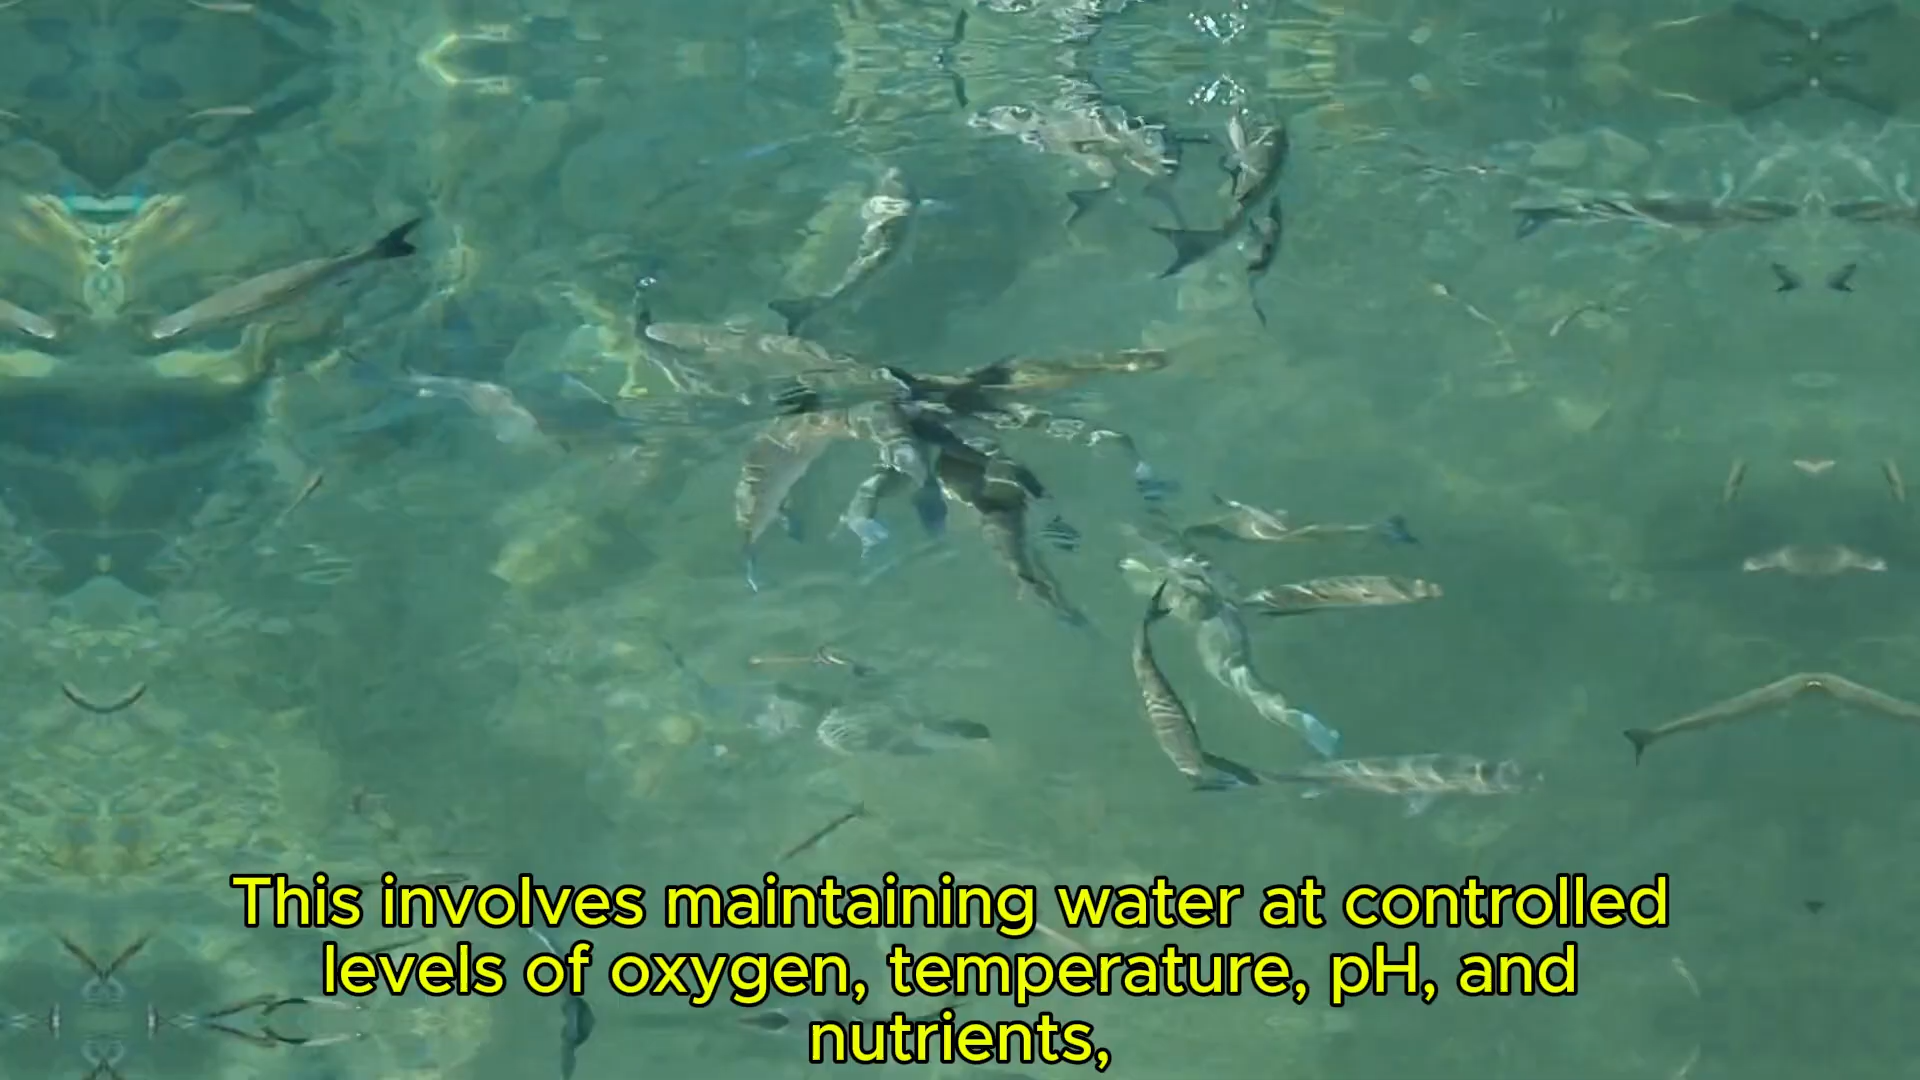 This involves maintaining water at controlled
levels of oxygen, temperature, pH, and
nutrients,